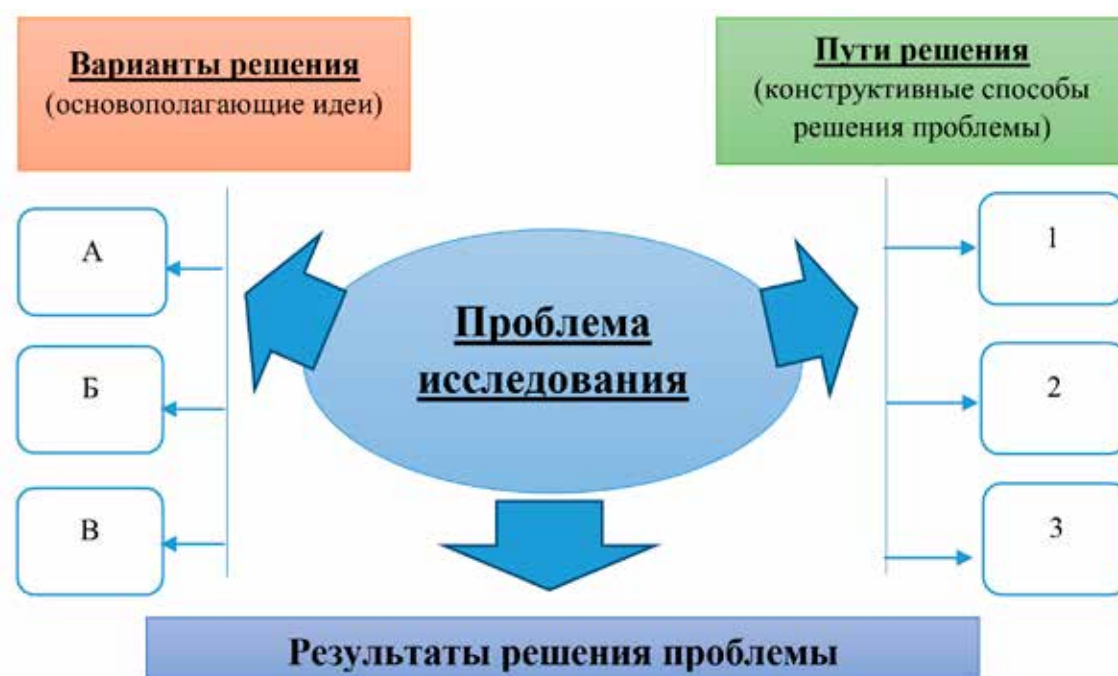 Варианты решения
(основополагающие идеи)
Пути решения
(конструктивные способы
решения проблемы)
А
Б
В
Проблема
исследования
1
2
3
Результаты решения проблемы